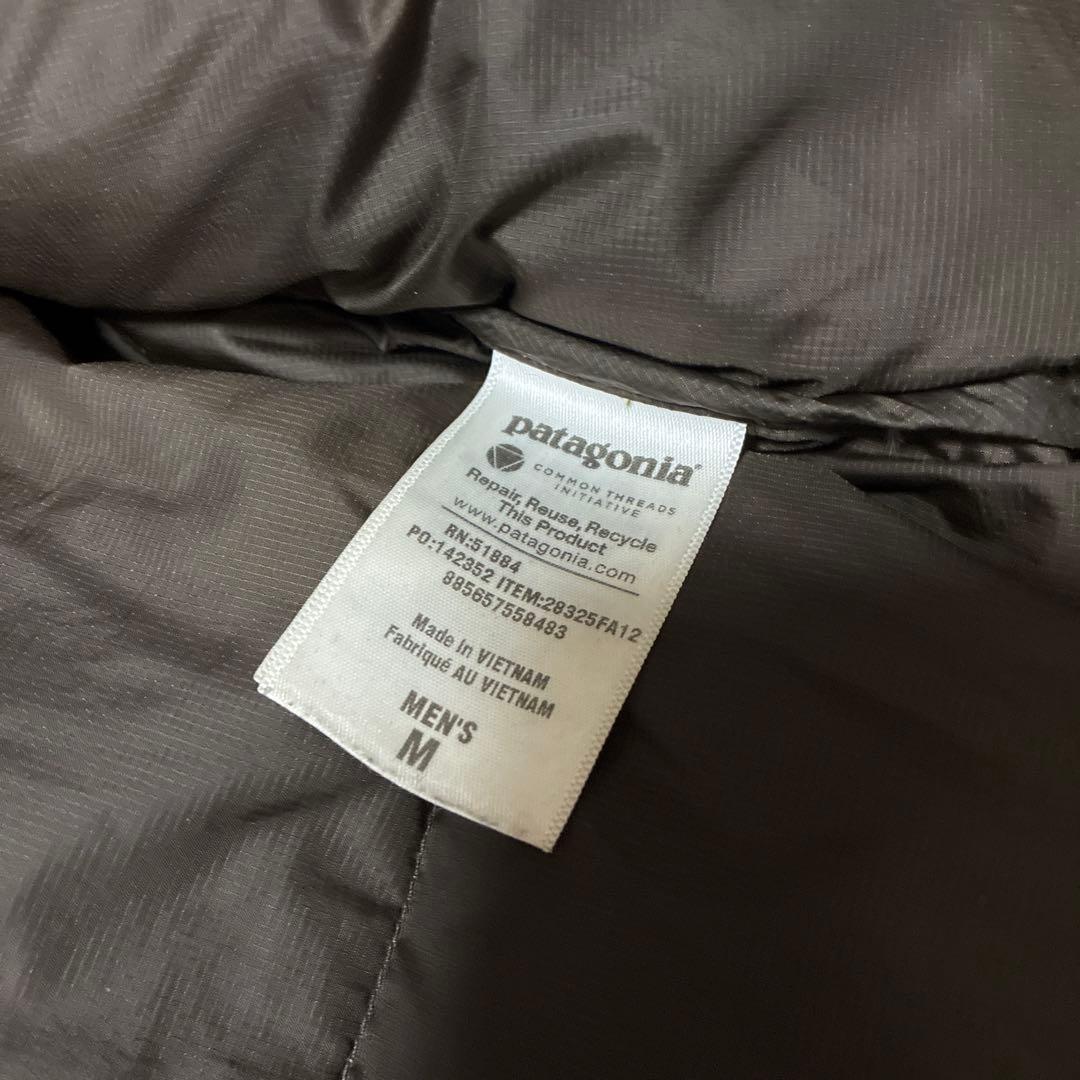 patagonia®
COMMON THREADS
INITIATIVE
Repair, Reuse, Recycle
This Product
www.patagonia.com
RN:51884
PO:142352 ITEM:28325FA12
885657558483
Made in VIETNAM
Fabriqué AU VIETNAM
MEN'S
M